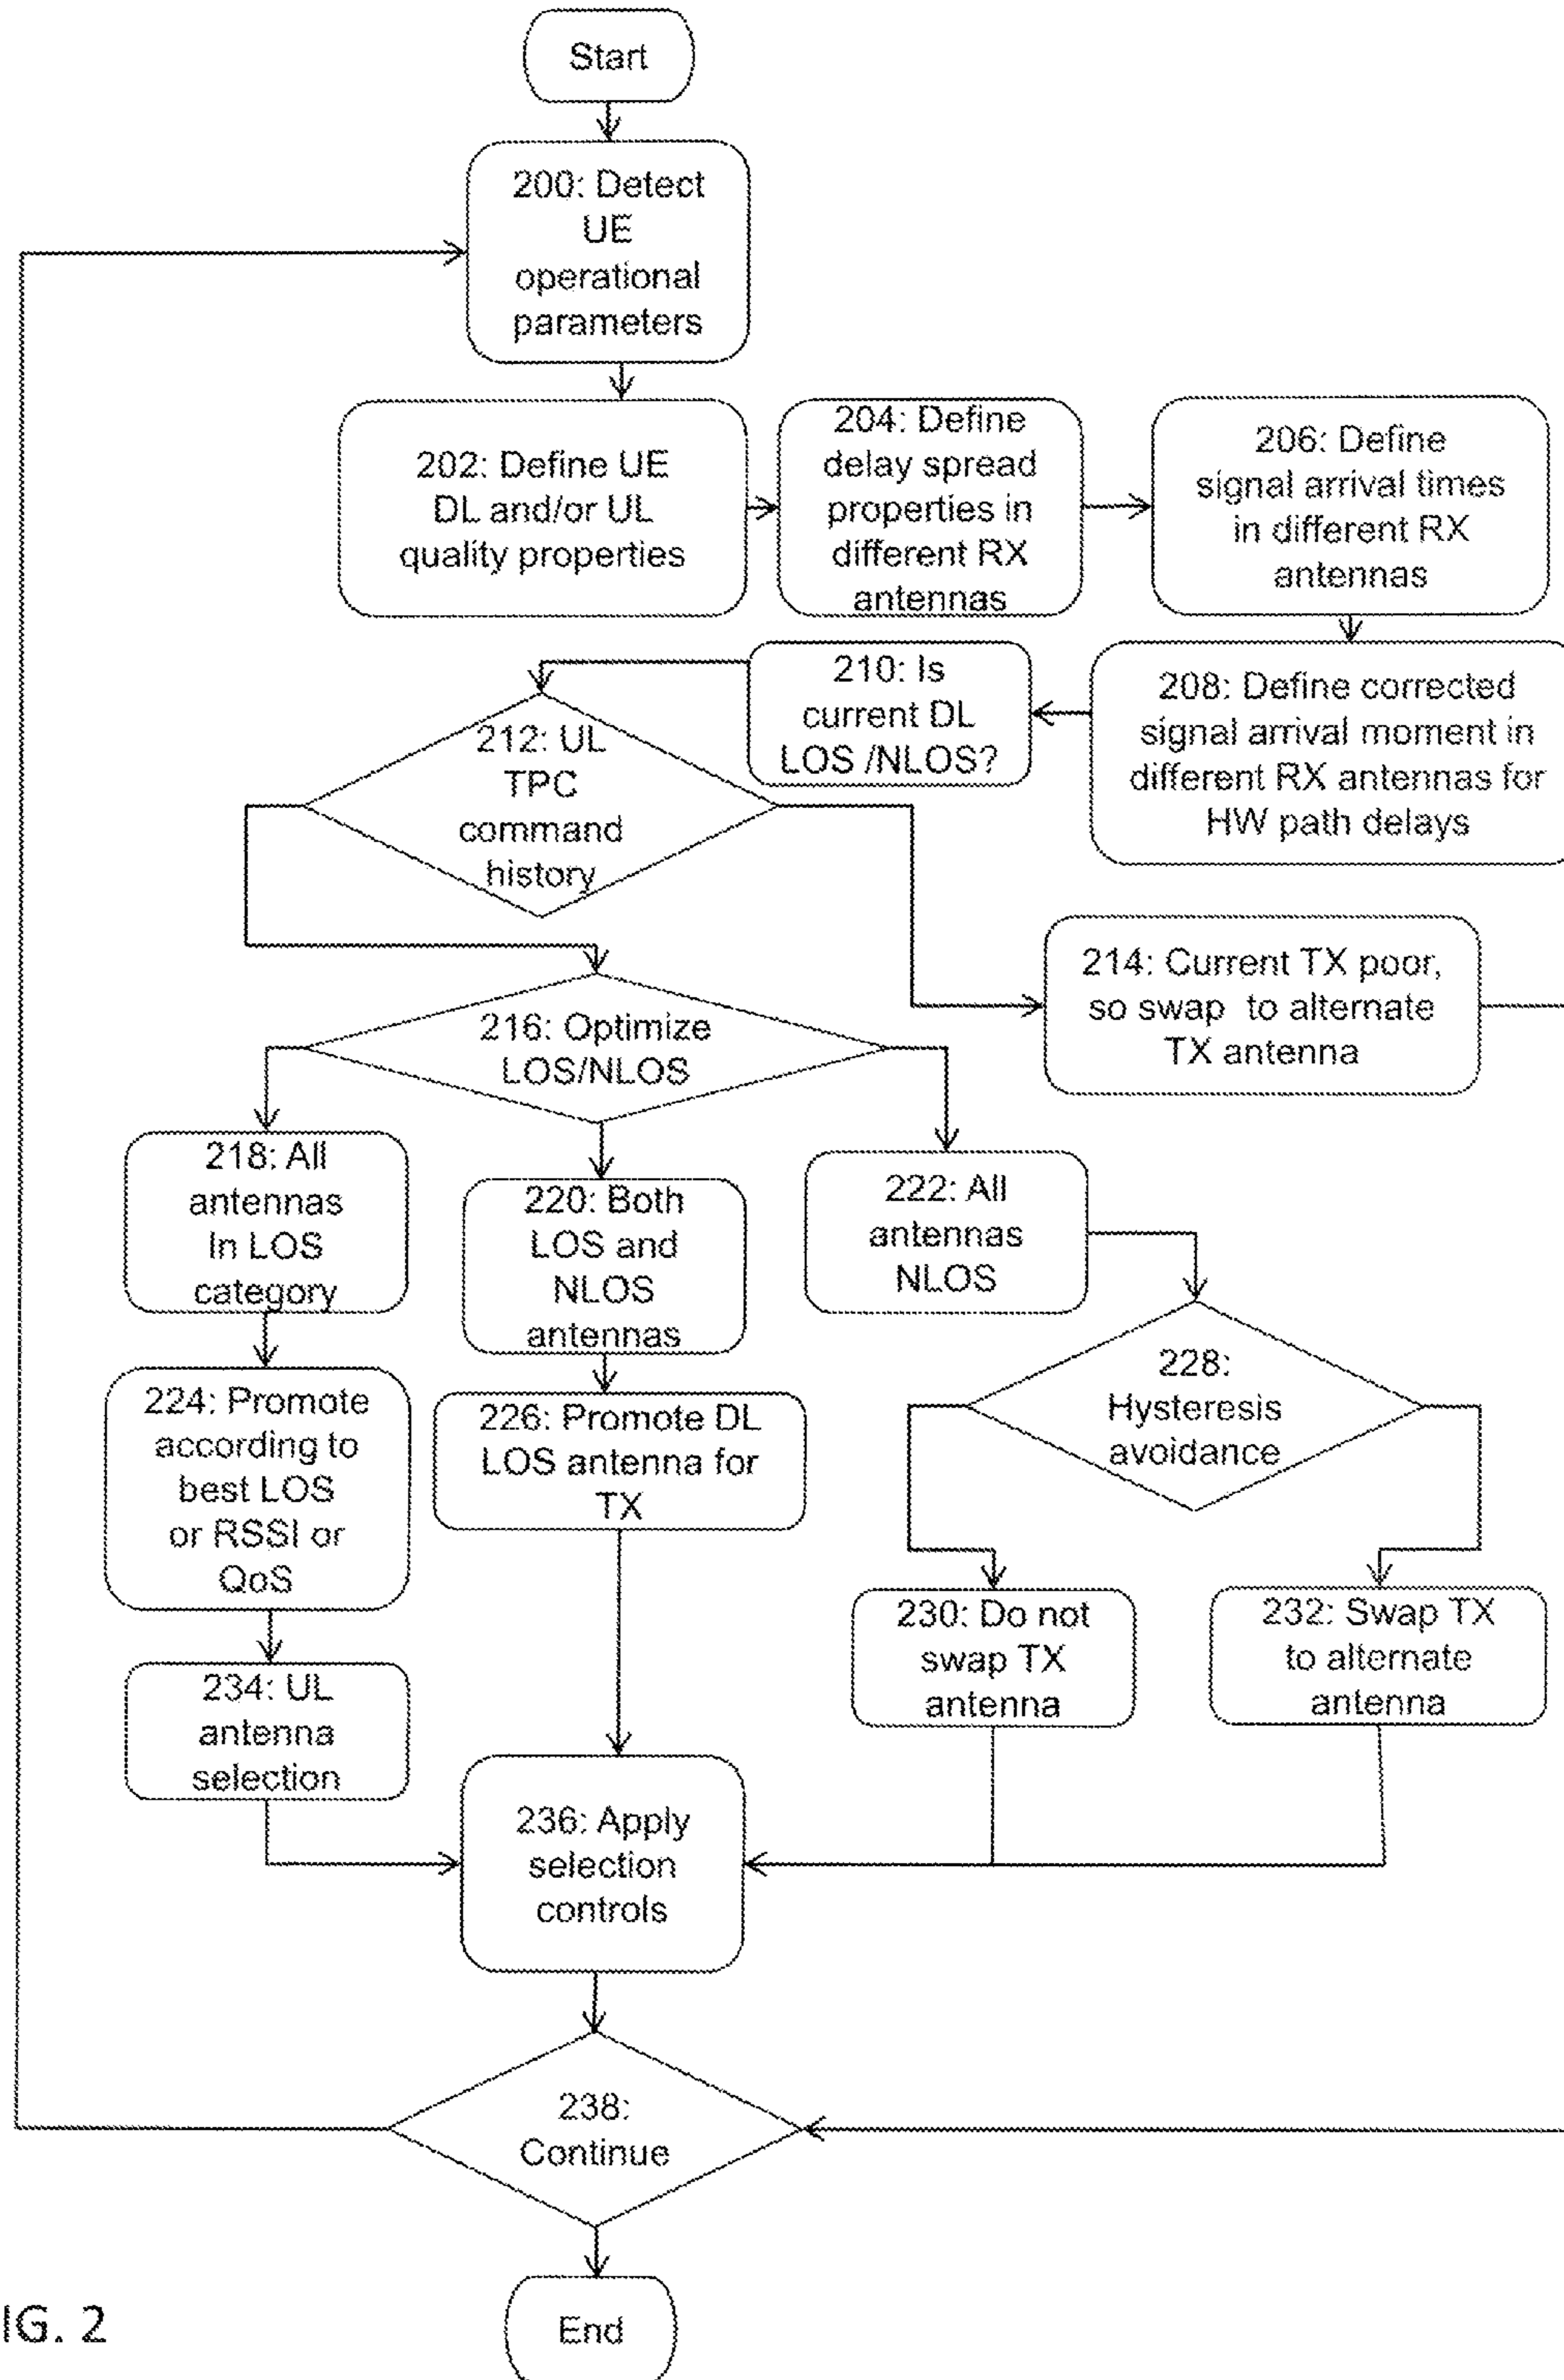 Start
200: Detect
UE
operational
parameters
202: Define UE
DL and/or UL
quality properties
204: Define
delay spread
properties in
different RX
antennas
206: Define
signal arrival times
in different RX
antennas
208: Define corrected
signal arrival moment in
different RX antennas for
HW path delays
210: Is
current DL
LOS /NLOS?
212: UL
TPC
command
history
214: Current TX poor,
so swap to alternate
TX antenna
216: Optimize
LOS/NLOS
218: All
antennas
In LOS
category
220: Both
LOS and
NLOS
antennas
222: All
antennas
NLOS
224: Promote
according to
best LOS
or RSSI or
QoS
226: Promote DL
LOS antenna for
TX
228:
Hysteresis
avoidance
230: Do not
swap TX
antenna
232: Swap TX
to alternate
antenna
234: UL
antenna
selection
236: Apply
selection
controls
238:
Continue
End
IG. 2